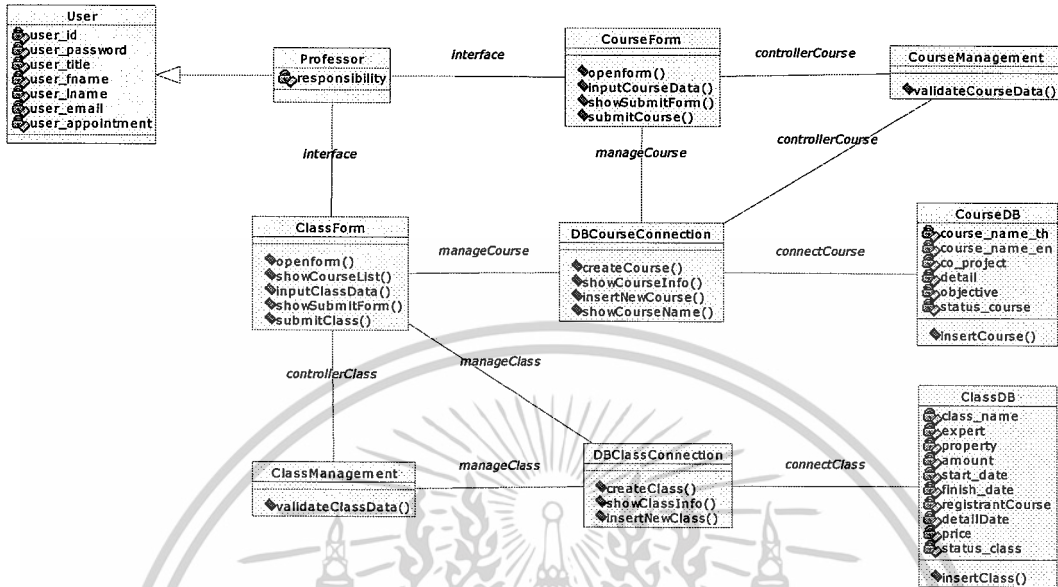 User
user_id
user_password
user_title
user_fname
user_lname
user_email
user_appointment
Professor
responsibility
interface
CourseForm
openform()
inputCourseData()
showSubmitForm()
submitCourse()
controllerCourse
CourseManagement
validateCourseData()
interface
manageCourse
controllerCourse
ClassForm
openform()
showCourseList()
inputClassData()
showSubmitForm()
submitClass()
manageCourse
DBCourseConnection
createCourse()
showCourseInfo()
insertNewCourse()
showCourseName()
connectCourse
CourseDB
course_name_th
course_name_en
co_project
detail
objective
status_course
insertCourse()
controllerClass
manageClass
ClassManagement
validateClassData()
manageClass
DBClassConnection
createClass()
showClassInfo()
insertNewClass()
connectClass
ClassDB
class_name
expert
property
amount
start_date
finish_date
registrantCourse
detailDate
price
status_class
insertClass()